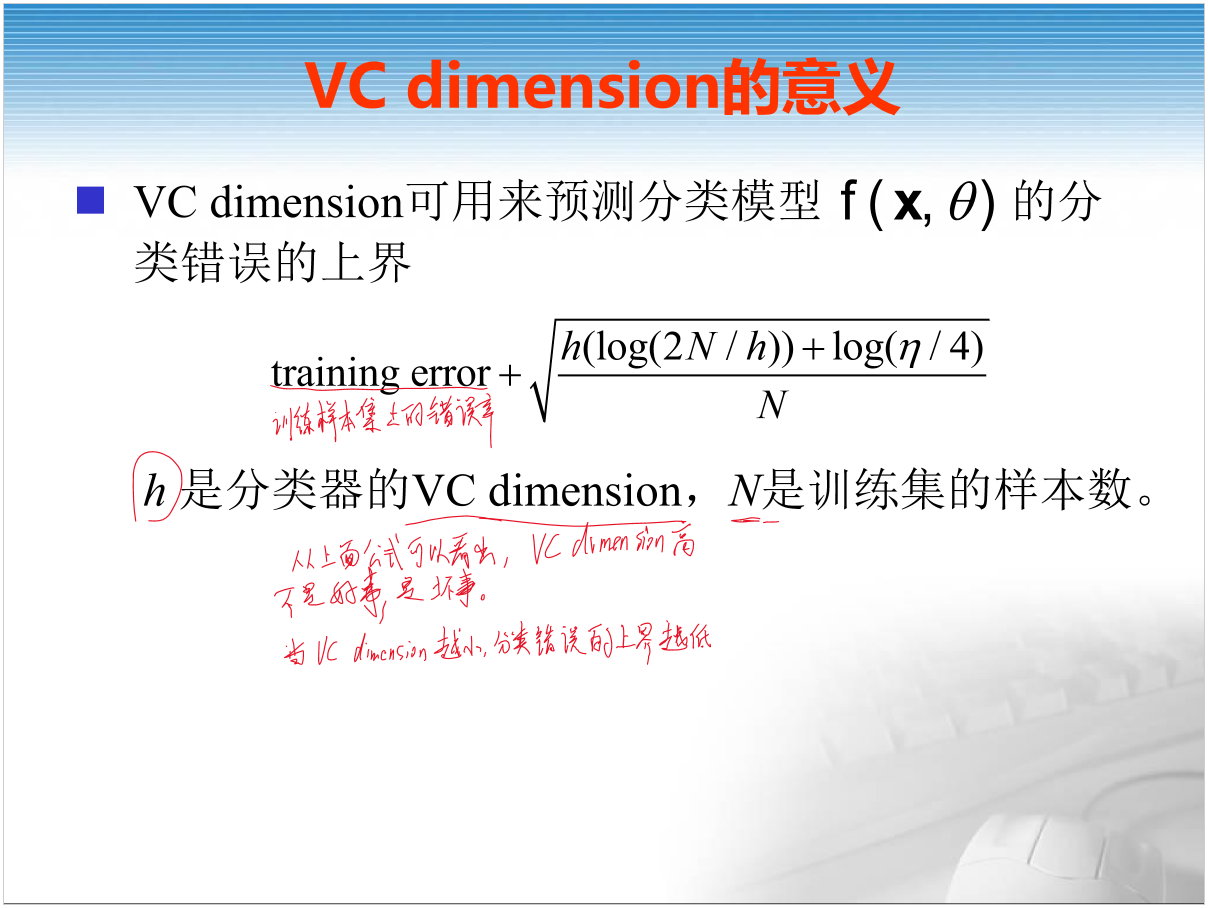 VC dimension的意义
VC dimension可用来预测分类模型 f ( x, θ) 的分
类错误的上界
training error + √(h(log(2N / h)) + log(η / 4) / N)
训练样本集上的错误率
h 是分类器的VC dimension，N是训练集的样本数。
从上面公式可以看出，VC dimension高
不是好事，是坏事。
当VC dimension越小，分类错误的上界越低